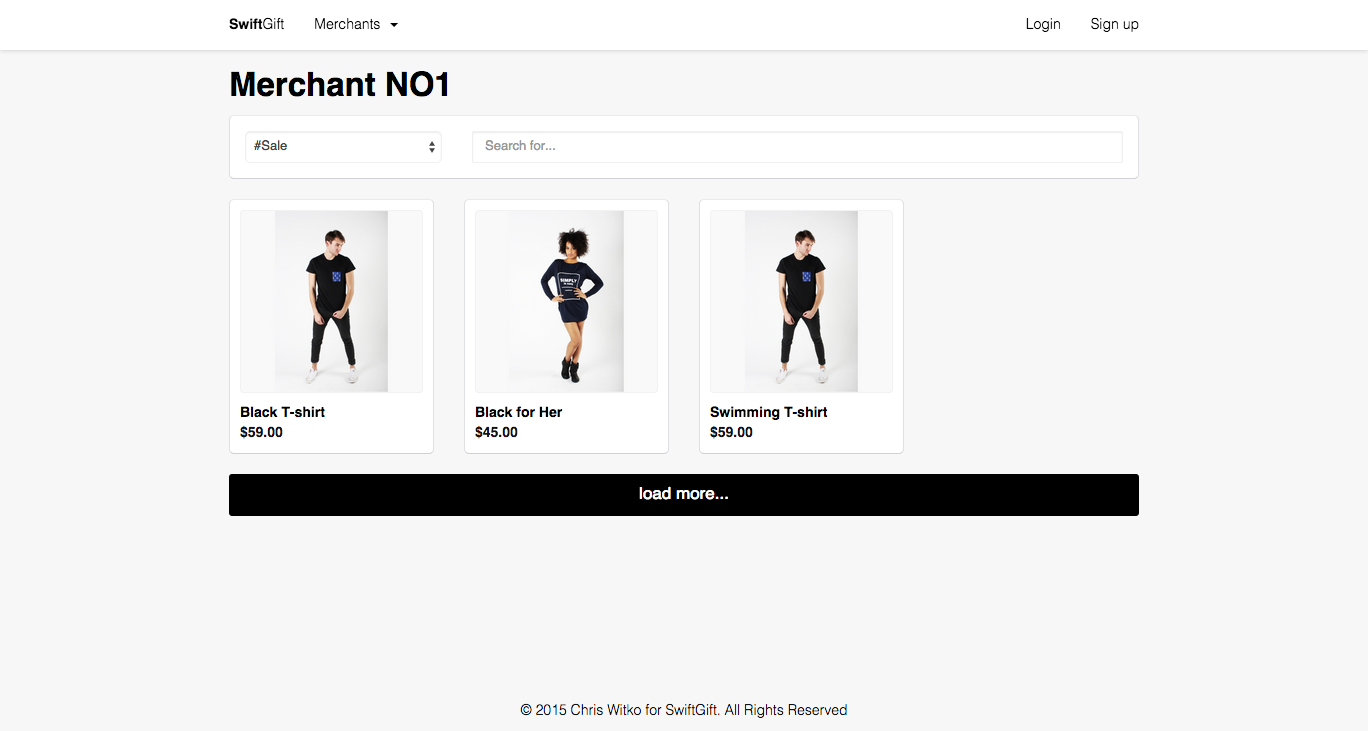 SwiftGift Merchants Login Sign up
Merchant NO1
#Sale Search for...
SIMPLY
Black T-shirt Black for Her Swimming T-shirt
$59.00 $45.00 $59.00
load more...
© 2015 Chris Witko for SwiftGift. All Rights Reserved